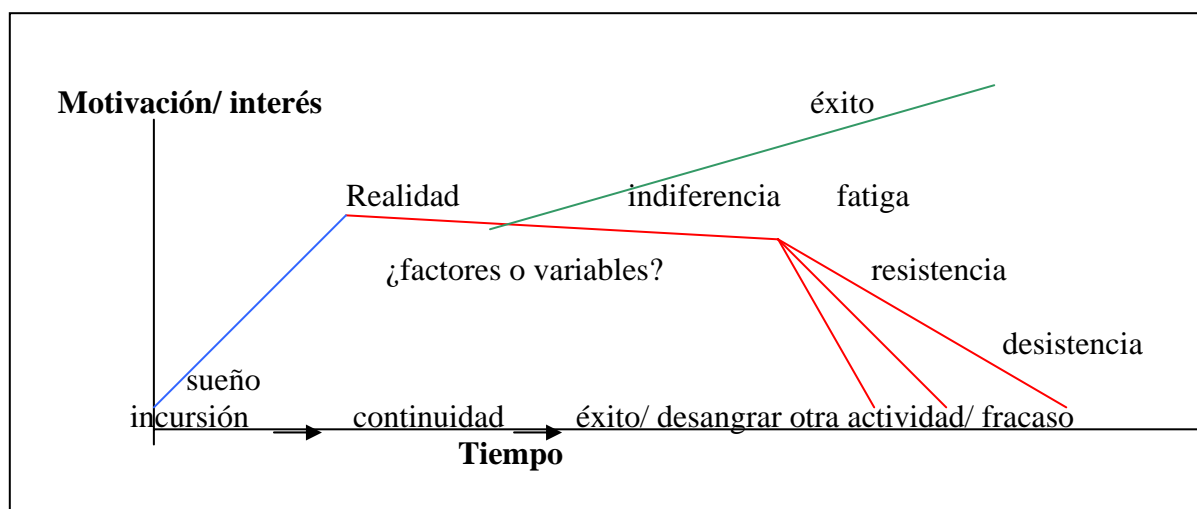 éxito
Motivación/ interés
Realidad indiferencia fatiga
¿factores o variables? resistencia
desistencia
sueño
incursión continuidad éxito/ desangrar otra actividad/ fracaso
Tiempo